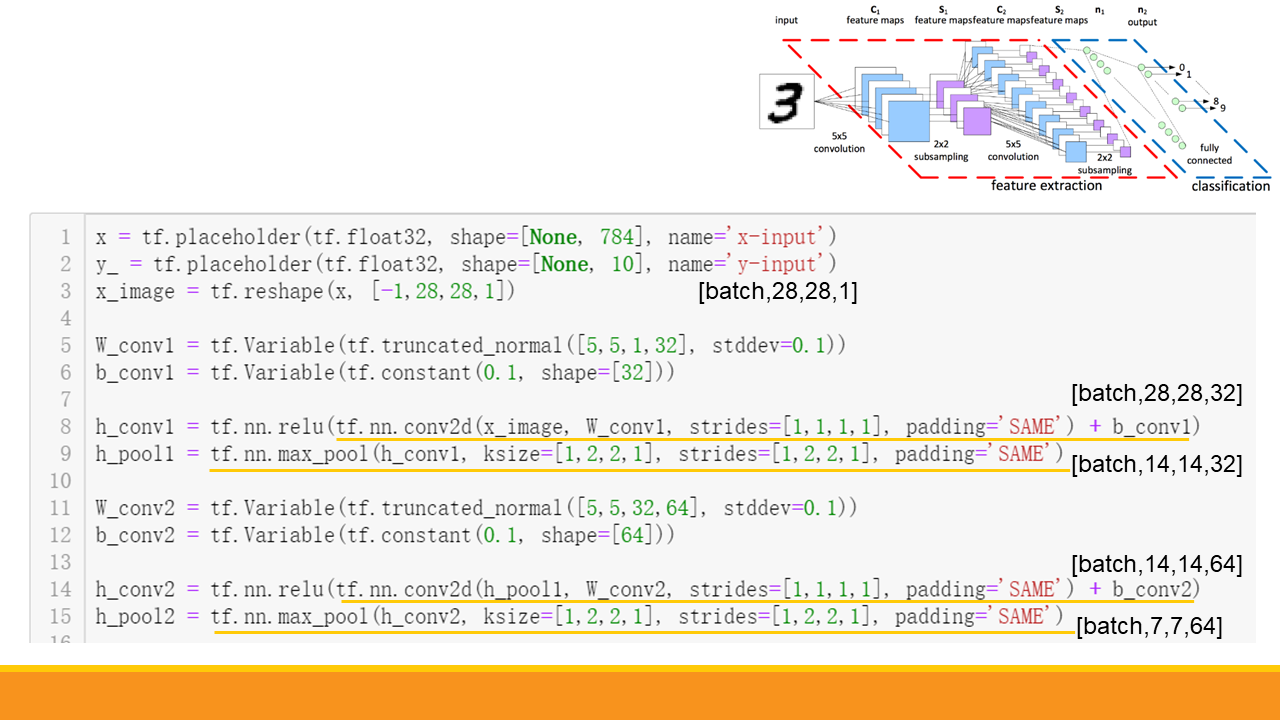 input
C1
feature maps
S1
feature maps
C2
feature maps
S2
feature maps
n1
n2
output
0
1
8
9
5x5
convolution
2x2
subsampling
5x5
convolution
2x2
subsampling
fully
connected
feature extraction
classification
1 x = tf.placeholder(tf.float32, shape=[None, 784], name='x-input')
2 y_ = tf.placeholder(tf.float32, shape=[None, 10], name='y-input')
3 x_image = tf.reshape(x, [-1,28,28,1])
[batch,28,28,1]
4
5 W_conv1 = tf.Variable(tf.truncated_normal([5,5,1,32], stddev=0.1))
6 b_conv1 = tf.Variable(tf.constant(0.1, shape=[32]))
7
[batch,28,28,32]
8 h_conv1 = tf.nn.relu(tf.nn.conv2d(x_image, W_conv1, strides=[1,1,1,1], padding='SAME') + b_conv1)
9 h_pool1 = tf.nn.max_pool(h_conv1, ksize=[1,2,2,1], strides=[1,2,2,1], padding='SAME')
[batch,14,14,32]
10
11 W_conv2 = tf.Variable(tf.truncated_normal([5,5,32,64], stddev=0.1))
12 b_conv2 = tf.Variable(tf.constant(0.1, shape=[64]))
13
[batch,14,14,64]
14 h_conv2 = tf.nn.relu(tf.nn.conv2d(h_pool1, W_conv2, strides=[1,1,1,1], padding='SAME') + b_conv2)
15 h_pool2 = tf.nn.max_pool(h_conv2, ksize=[1,2,2,1], strides=[1,2,2,1], padding='SAME')
[batch,7,7,64]
16